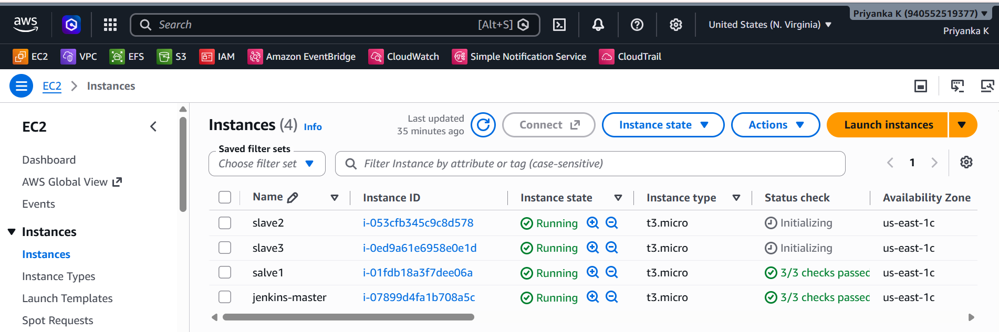 aws
Search [Alt+S]
United States (N. Virginia)
Priyanka K (940552519377)
Priyanka K
EC2 VPC EFS S3 IAM Amazon EventBridge CloudWatch Simple Notification Service CloudTrail
EC2 Instances
EC2
Dashboard
AWS Global View
Events
Instances
Instances
Instance Types
Launch Templates
Spot Requests
Instances (4) Info
Last updated
35 minutes ago
Connect Instance state Actions Launch instances
Saved filter sets
Choose filter set
Filter Instance by attribute or tag (case-sensitive)
1
Name Instance ID Instance state Instance type Status check Availability Zone
slave2 i-053cfb345c9c8d578 Running t3.micro Initializing us-east-1c
slave3 i-0ed9a61e6958e0e1d Running t3.micro Initializing us-east-1c
salve1 i-01fdb18a3f7dee06a Running t3.micro 3/3 checks passed us-east-1c
jenkins-master i-07899d4fa1b708a5c Running t3.micro 3/3 checks passed us-east-1c